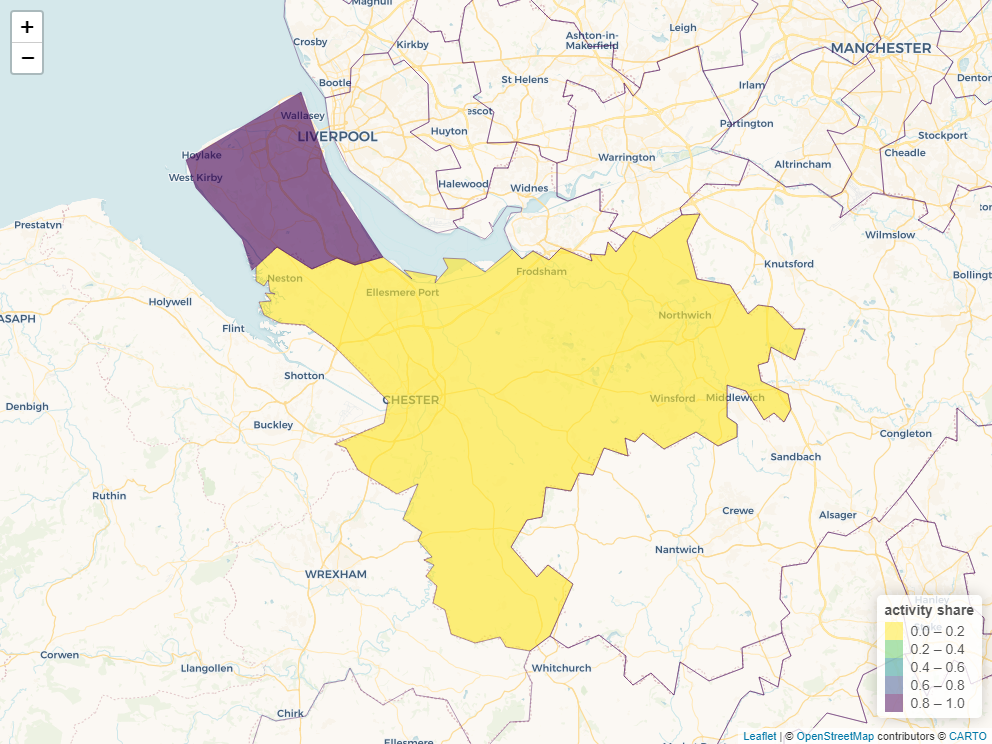 +
−
Maghull
Crosby
Kirkby
Ashton-in-
Makerfield
Leigh
MANCHESTER
Bootle
St Helens
Irlam
Denton
Wallasey
escot
LIVERPOOL
Huyton
Partington
Stockport
Hoylake
Warrington
Cheadle
West Kirby
Altrincham
Halewood
Widnes
Prestatyn
Wilmslow
Neston
Frodsham
Knutsford
Bollingt
Ellesmere Port
Holywell
ASAPH
Flint
Northwich
Shotton
Denbigh
CHESTER
Winsford
Middlewich
Buckley
Congleton
Sandbach
Ruthin
Crewe
Alsager
Nantwich
WREXHAM
Hanley
Corwen
Llangollen
Whitchurch
Chirk
Ellesmere
activity share
0.0 – 0.2
0.2 – 0.4
0.4 – 0.6
0.6 – 0.8
0.8 – 1.0
Leaflet | © OpenStreetMap contributors © CARTO